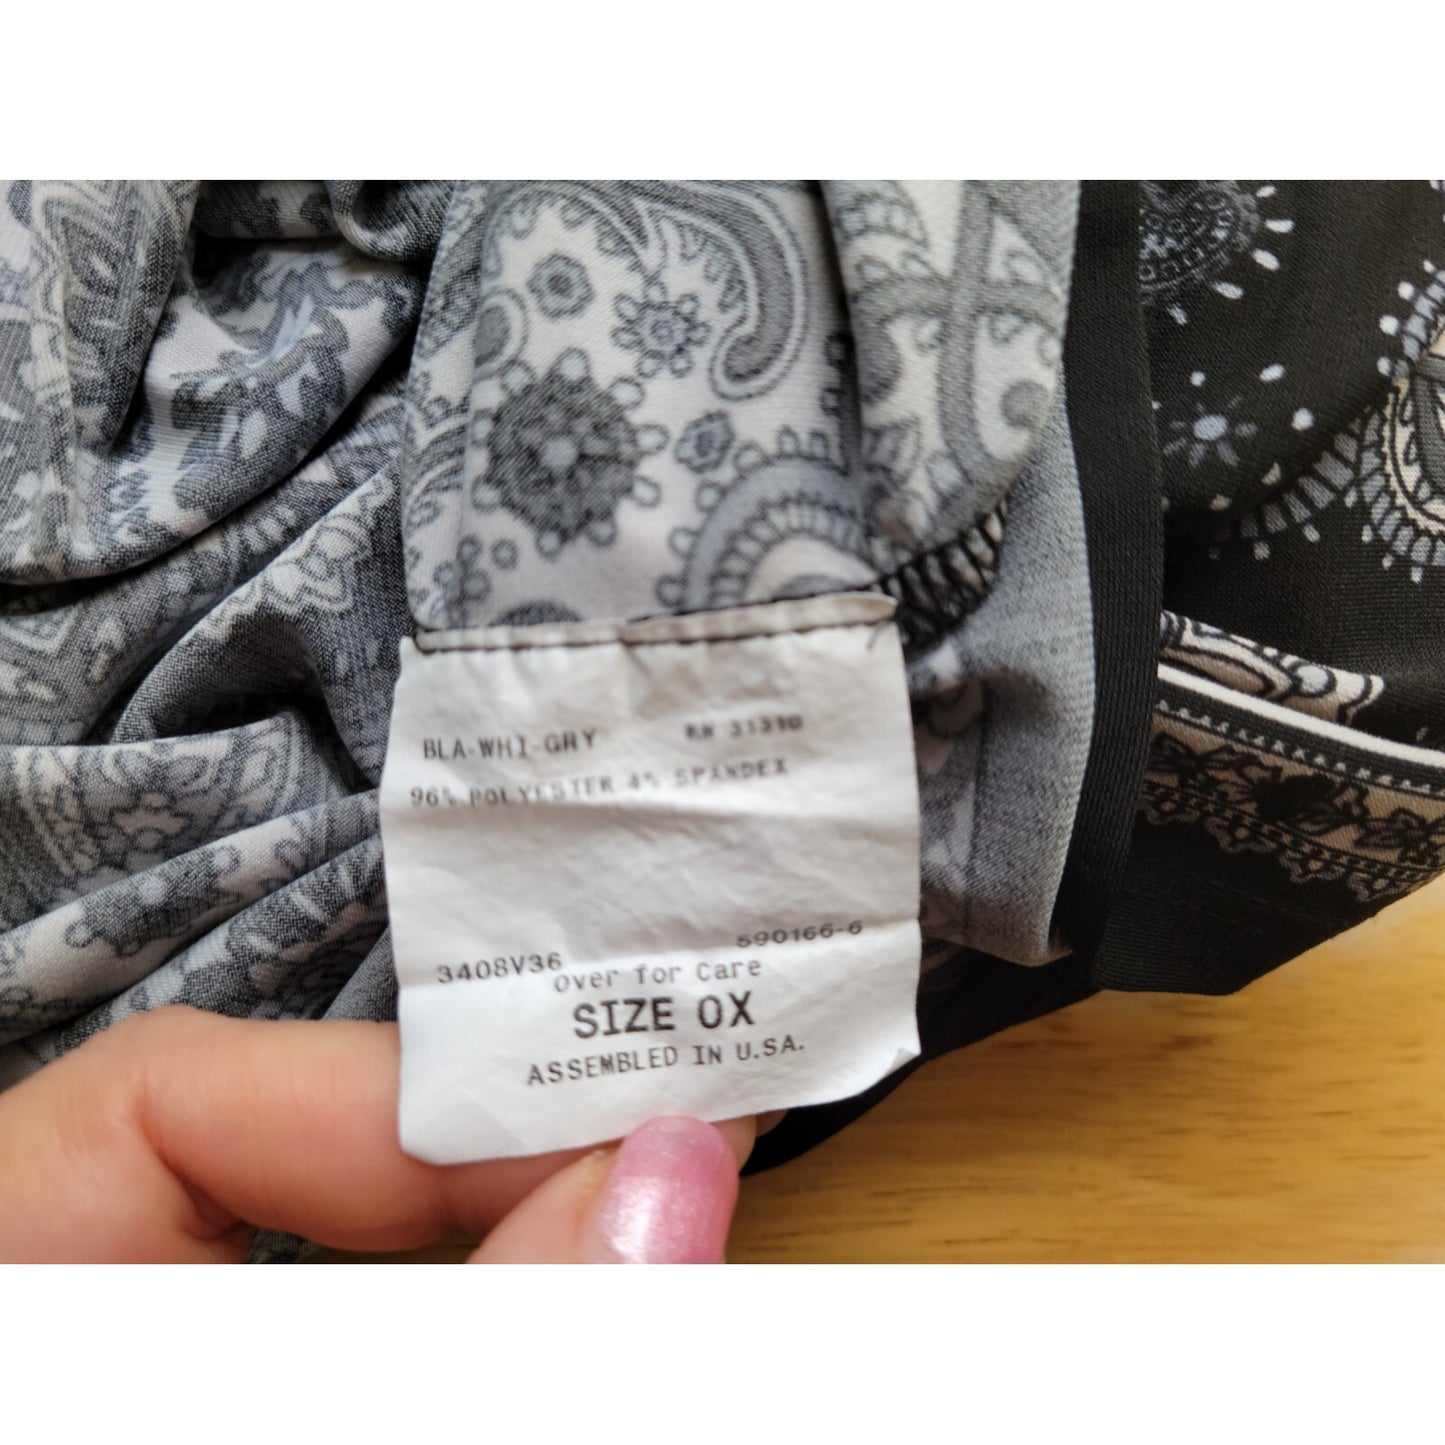 BLA-WHI-GRY RN 31310
96% POLYESTER 4% SPANDEX
3408V36 590166-6
Over for Care
SIZE 0X
ASSEMBLED IN U.S.A.